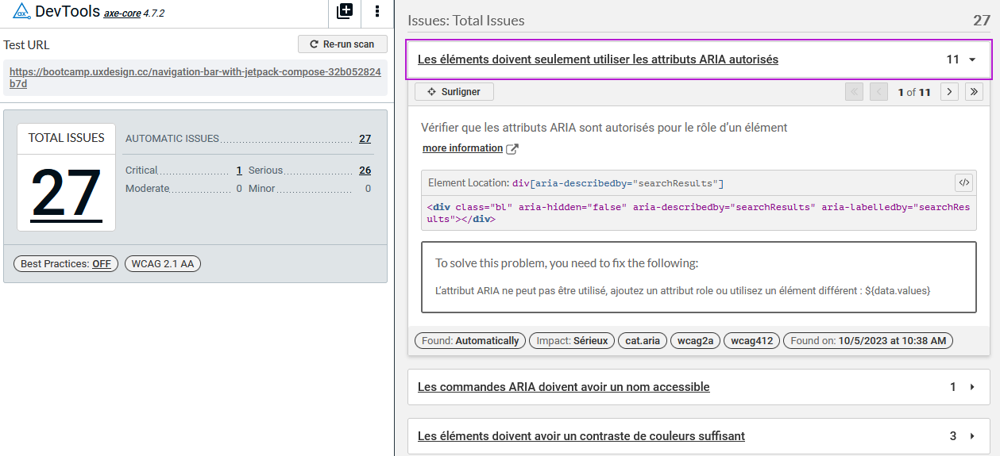 DevTools axe-core 4.7.2
Test URL
Re-run scan
https://bootcamp.uxdesign.cc/navigation-bar-with-jetpack-compose-32b052824
b7d
TOTAL ISSUES
27
AUTOMATIC ISSUES 27
Critical 1 Serious 26
Moderate 0 Minor 0
Best Practices: OFF
WCAG 2.1 AA
Issues: Total Issues 27
Les éléments doivent seulement utiliser les attributs ARIA autorisés 11
Surligner
1 of 11
Vérifier que les attributs ARIA sont autorisés pour le rôle d’un élément
more information
Element Location: div[aria-describedby="searchResults"]
</>
<div class="bl" aria-hidden="false" aria-describedby="searchResults" aria-labelledby="searchRes
ults"></div>
To solve this problem, you need to fix the following:
L’attribut ARIA ne peut pas être utilisé, ajoutez un attribut role ou utilisez un élément différent : ${data.values}
Found: Automatically
Impact: Sérieux
cat.aria
wcag2a
wcag412
Found on: 10/5/2023 at 10:38 AM
Les commandes ARIA doivent avoir un nom accessible 1
Les éléments doivent avoir un contraste de couleurs suffisant 3